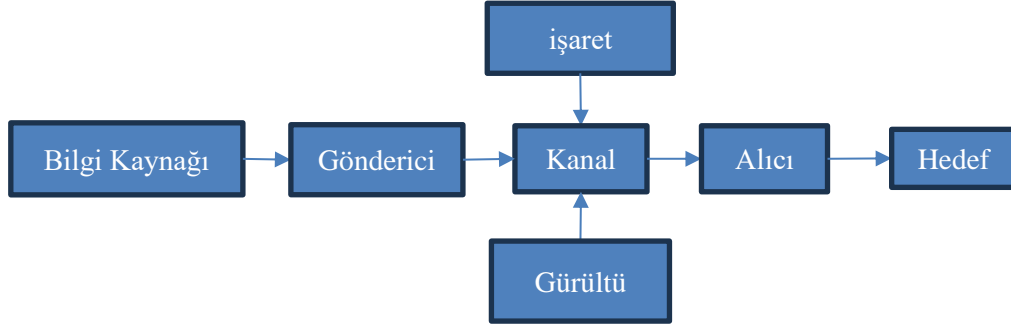 işaret
Bilgi Kaynağı
Gönderici
Kanal
Alıcı
Hedef
Gürültü